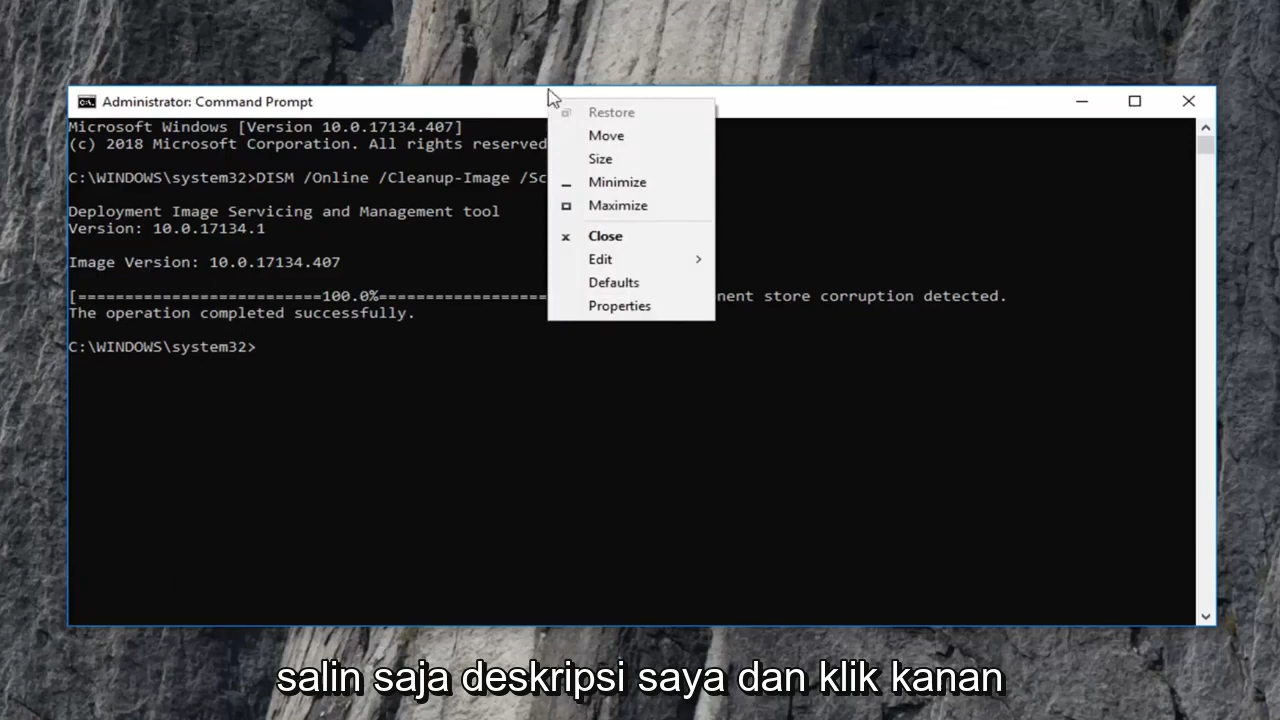 Administrator: Command Prompt
Microsoft Windows [Version 10.0.17134.407]
(c) 2018 Microsoft Corporation. All rights reserved
C:\WINDOWS\system32>DISM /Online /Cleanup-Image /Sc
Deployment Image Servicing and Management tool
Version: 10.0.17134.1
Image Version: 10.0.17134.407
[==========================100.0%================== nent store corruption detected.
The operation completed successfully.
C:\WINDOWS\system32>
Restore
Move
Size
Minimize
Maximize
Close
Edit
Defaults
Properties
salin saja deskripsi saya dan klik kanan